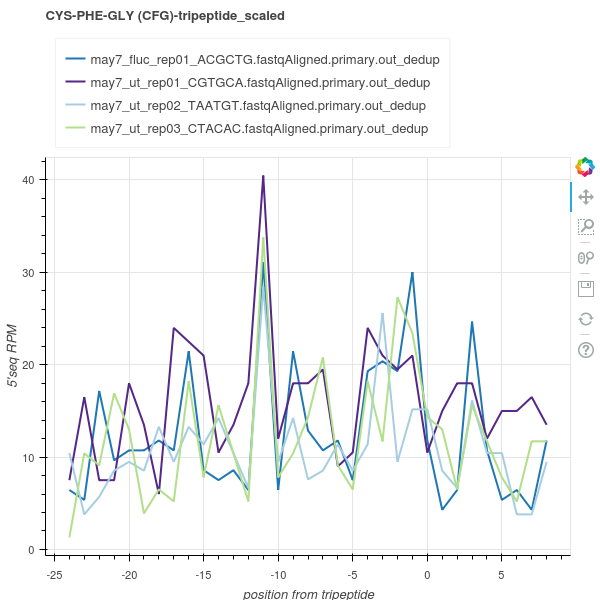 CYS-PHE-GLY (CFG)-tripeptide_scaled
may7_fluc_rep01_ACGCTG.fastqAligned.primary.out_dedup
may7_ut_rep01_CGTGCA.fastqAligned.primary.out_dedup
may7_ut_rep02_TAATGT.fastqAligned.primary.out_dedup
may7_ut_rep03_CTACAC.fastqAligned.primary.out_dedup
40
30
20
10
0
5'seq RPM
-25 -20 -15 -10 -5 0 5
position from tripeptide